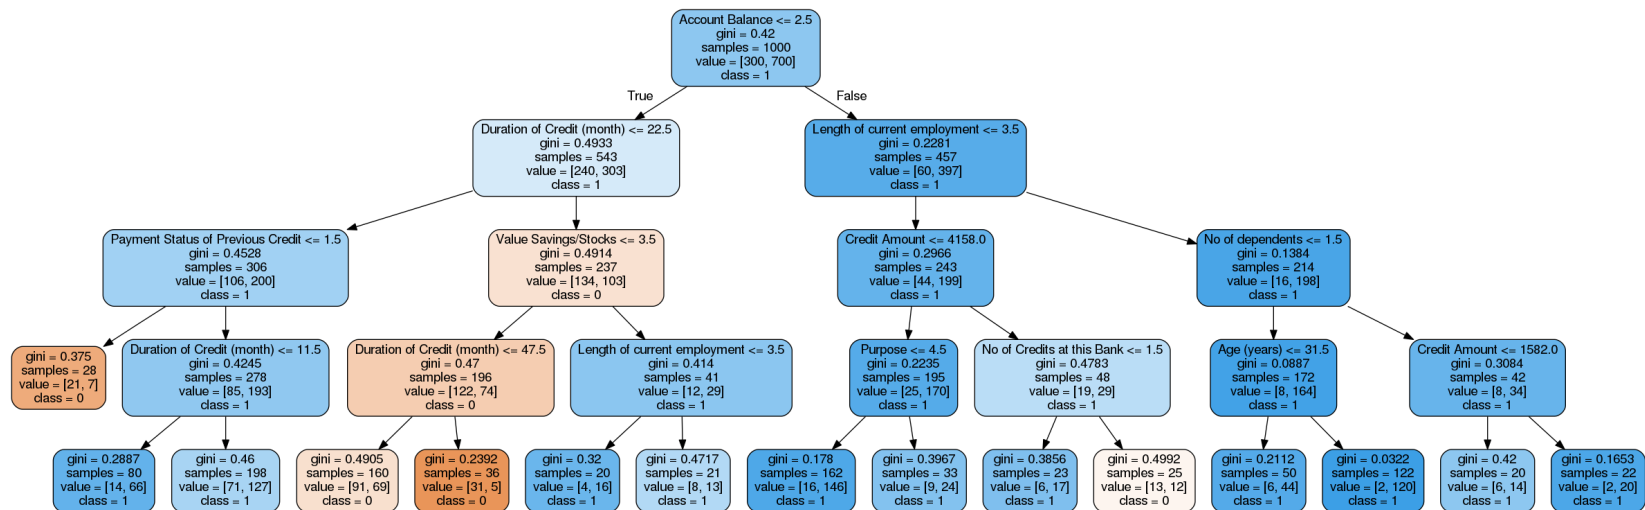 Account Balance <= 2.5
gini = 0.42
samples = 1000
value = [300, 700]
class = 1
True
False
Duration of Credit (month) <= 22.5
gini = 0.4933
samples = 543
value = [240, 303]
class = 1
Length of current employment <= 3.5
gini = 0.2281
samples = 457
value = [60, 397]
class = 1
Payment Status of Previous Credit <= 1.5
gini = 0.4528
samples = 306
value = [106, 200]
class = 1
Value Savings/Stocks <= 3.5
gini = 0.4914
samples = 237
value = [134, 103]
class = 0
Credit Amount <= 4158.0
gini = 0.2966
samples = 243
value = [44, 199]
class = 1
No of dependents <= 1.5
gini = 0.1384
samples = 214
value = [16, 198]
class = 1
gini = 0.375
samples = 28
value = [21, 7]
class = 0
Duration of Credit (month) <= 11.5
gini = 0.4245
samples = 278
value = [85, 193]
class = 1
Duration of Credit (month) <= 47.5
gini = 0.47
samples = 196
value = [122, 74]
class = 0
Length of current employment <= 3.5
gini = 0.414
samples = 41
value = [12, 29]
class = 1
Purpose <= 4.5
gini = 0.2235
samples = 195
value = [25, 170]
class = 1
No of Credits at this Bank <= 1.5
gini = 0.4783
samples = 48
value = [19, 29]
class = 1
Age (years) <= 31.5
gini = 0.0887
samples = 172
value = [8, 164]
class = 1
Credit Amount <= 1582.0
gini = 0.3084
samples = 42
value = [8, 34]
class = 1
gini = 0.2887
samples = 80
value = [14, 66]
class = 1
gini = 0.46
samples = 198
value = [71, 127]
class = 1
gini = 0.4905
samples = 160
value = [91, 69]
class = 0
gini = 0.2392
samples = 36
value = [31, 5]
class = 0
gini = 0.32
samples = 20
value = [4, 16]
class = 1
gini = 0.4717
samples = 21
value = [8, 13]
class = 1
gini = 0.178
samples = 162
value = [16, 146]
class = 1
gini = 0.3967
samples = 33
value = [9, 24]
class = 1
gini = 0.3856
samples = 23
value = [6, 17]
class = 1
gini = 0.4992
samples = 25
value = [13, 12]
class = 0
gini = 0.2112
samples = 50
value = [6, 44]
class = 1
gini = 0.0322
samples = 122
value = [2, 120]
class = 1
gini = 0.42
samples = 20
value = [6, 14]
class = 1
gini = 0.1653
samples = 22
value = [2, 20]
class = 1